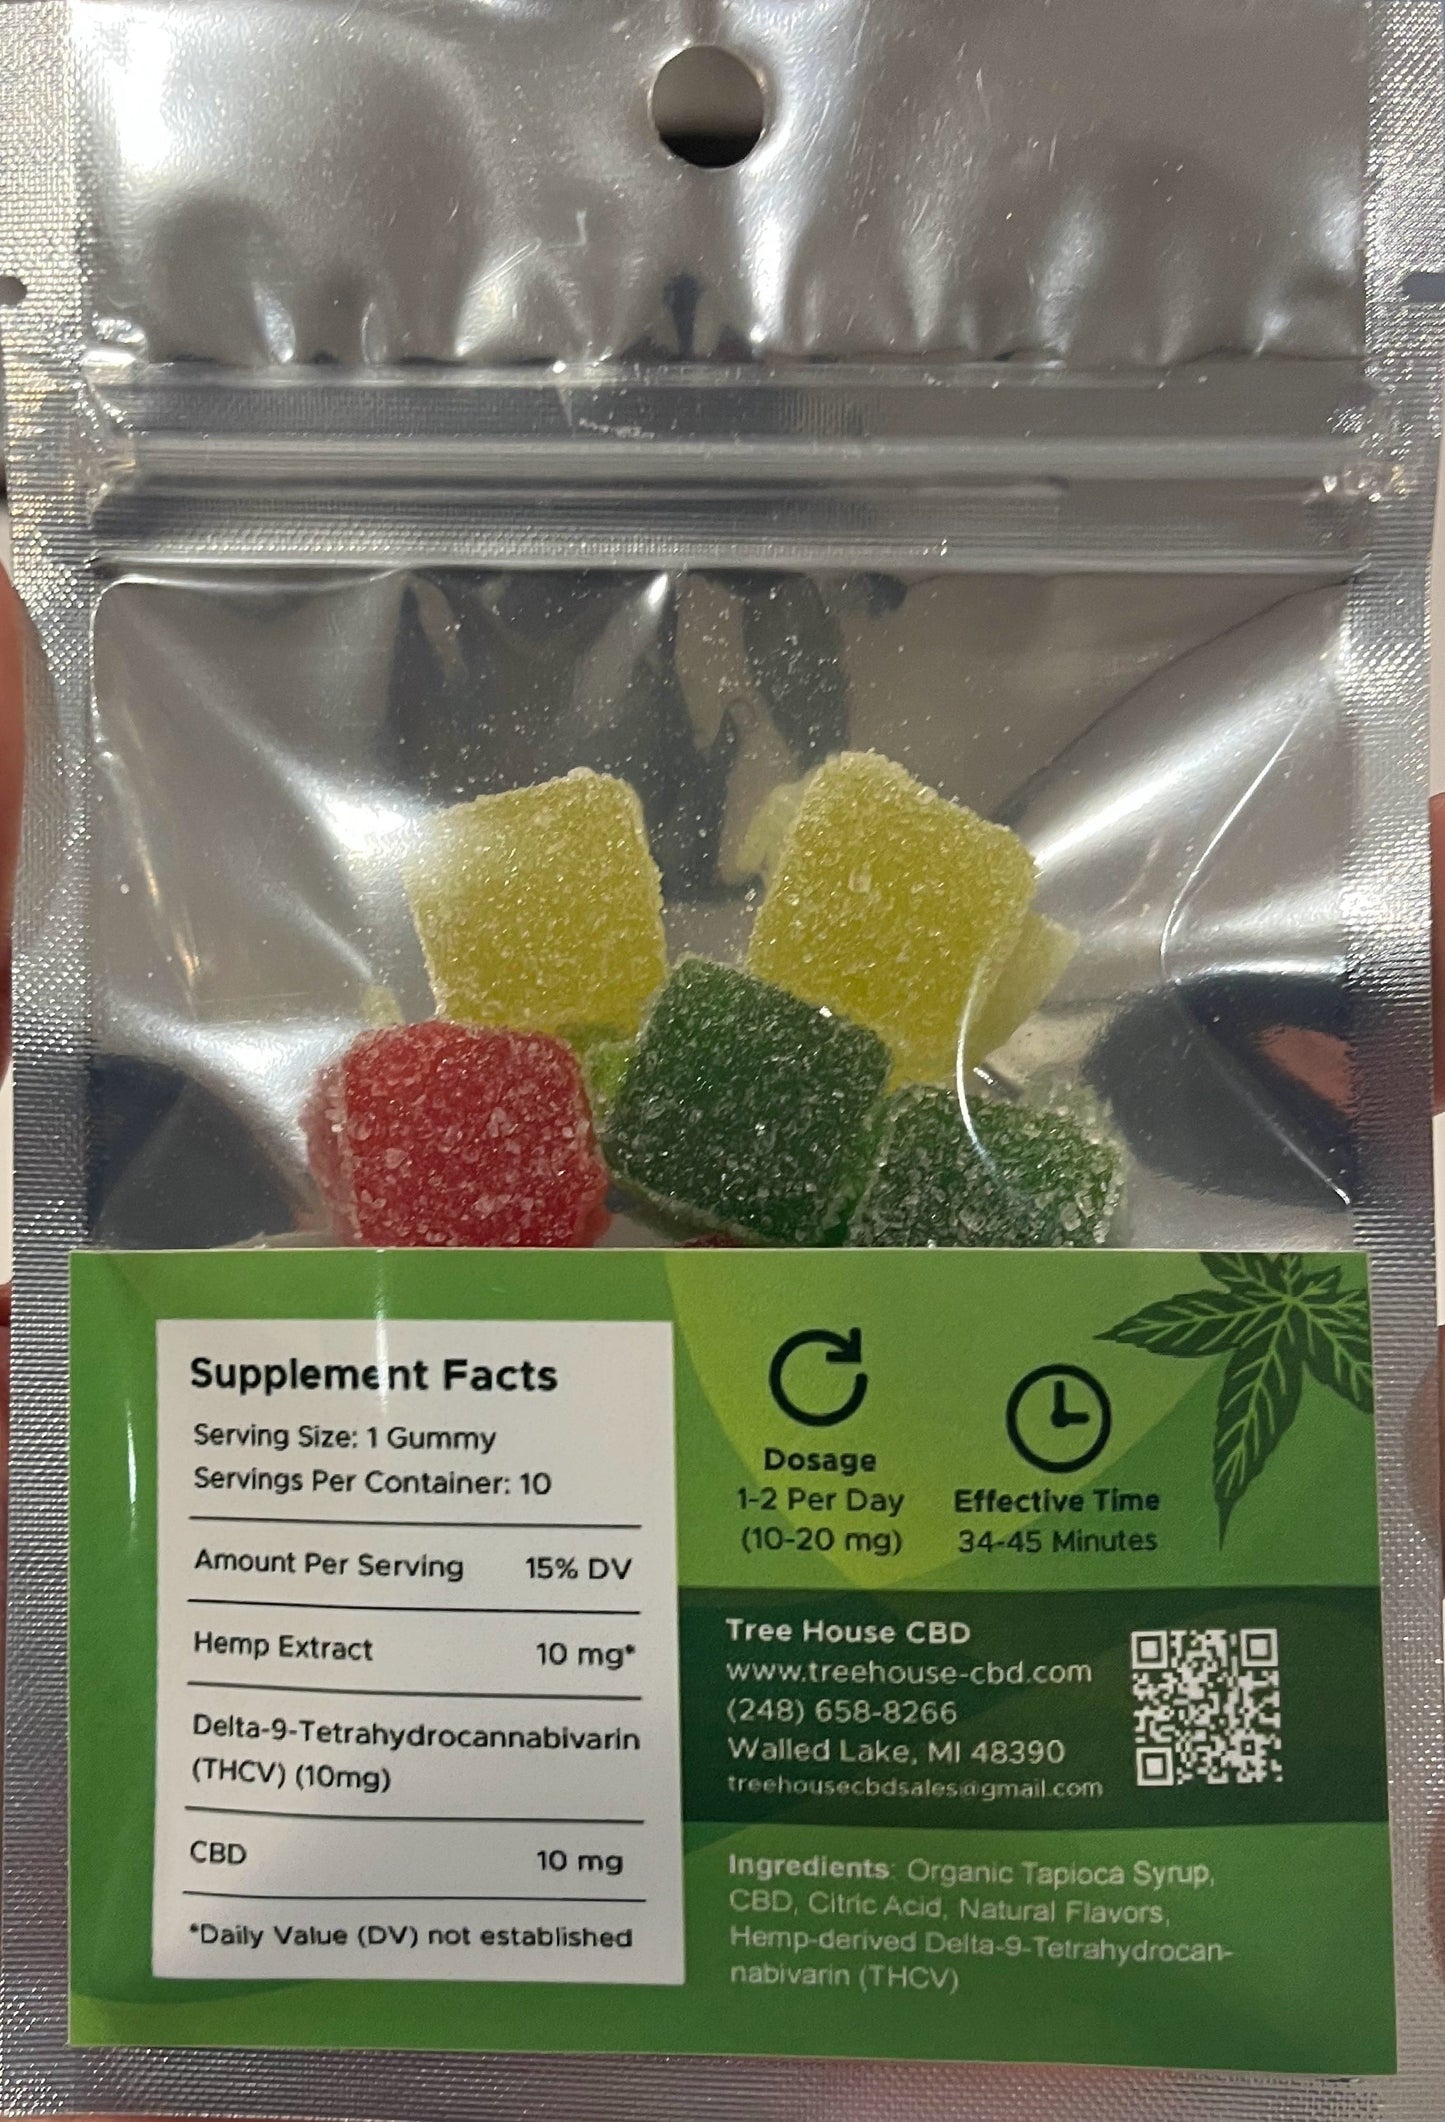 Supplement Facts
Serving Size: 1 Gummy
Servings Per Container: 10
Amount Per Serving 15% DV
Hemp Extract 10 mg*
Delta-9-Tetrahydrocannabivarin
(THCV) (10mg)
CBD 10 mg
*Daily Value (DV) not established
Dosage
1-2 Per Day
(10-20 mg)
Effective Time
34-45 Minutes
Tree House CBD
www.treehouse-cbd.com
(248) 658-8266
Walled Lake, MI 48390
treehousecbdsales@gmail.com
Ingredients: Organic Tapioca Syrup,
CBD, Citric Acid, Natural Flavors,
Hemp-derived Delta-9-Tetrahydrocan-
nabivarin (THCV)